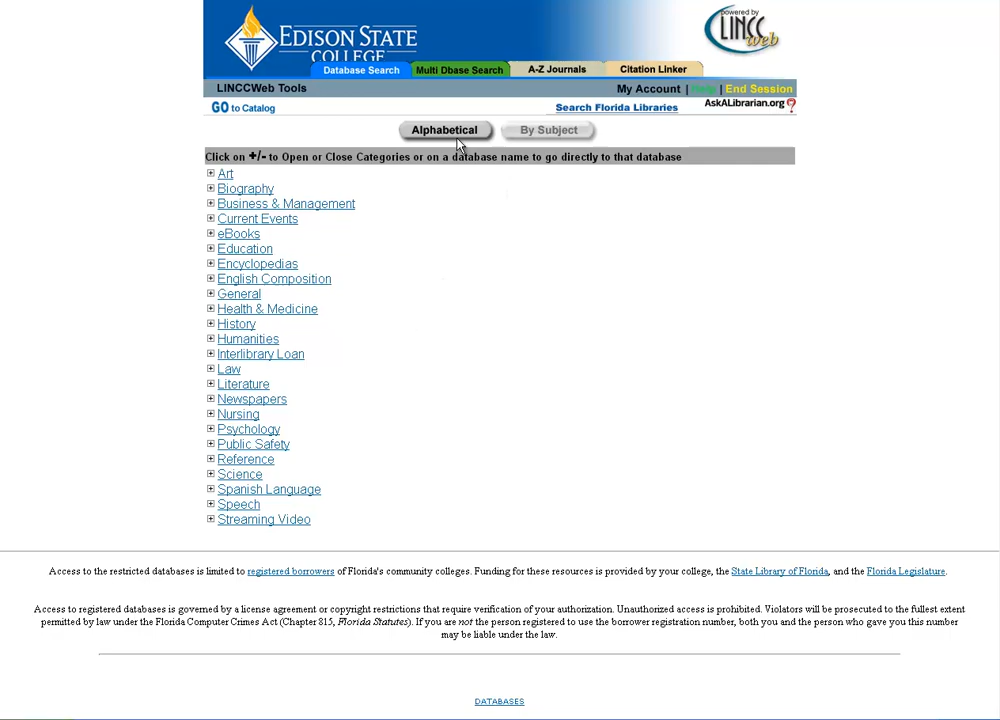 EDISON STATE
COLLEGE
powered by
LINCC
web
Database Search
Multi Dbase Search
A-Z Journals
Citation Linker
LINCCWeb Tools
My Account | Help | End Session
GO to Catalog
Search Florida Libraries
AskALibrarian.org ?
Alphabetical
By Subject
Click on +/- to Open or Close Categories or on a database name to go directly to that database
Art
Biography
Business & Management
Current Events
eBooks
Education
Encyclopedias
English Composition
General
Health & Medicine
History
Humanities
Interlibrary Loan
Law
Literature
Newspapers
Nursing
Psychology
Public Safety
Reference
Science
Spanish Language
Speech
Streaming Video
Access to the restricted databases is limited to registered borrowers of Florida's community colleges. Funding for these resources is provided by your college, the State Library of Florida, and the Florida Legislature.
Access to registered databases is governed by a license agreement or copyright restrictions that require verification of your authorization. Unauthorized access is prohibited. Violators will be prosecuted to the fullest extent
permitted by law under the Florida Computer Crimes Act (Chapter 815, Florida Statutes). If you are not the person registered to use the borrower registration number, both you and the person who gave you this number
may be liable under the law.
DATABASES